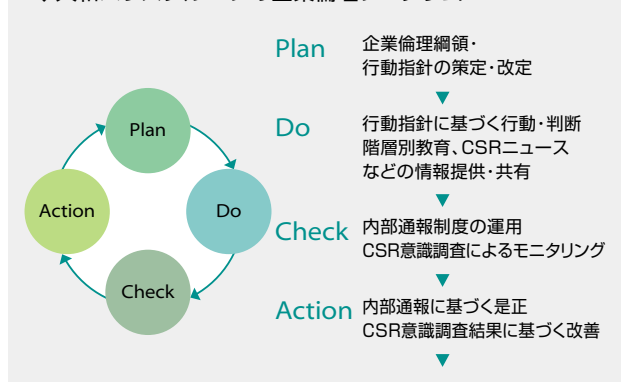 Plan
Do
Check
Action
Plan
企業倫理綱領・
行動指針の策定・改定
▼
Do
行動指針に基づく行動・判断
階層別教育、CSRニュース
などの情報提供・共有
▼
Check
内部通報制度の運用
CSR意識調査によるモニタリング
▼
Action
内部通報に基づく是正
CSR意識調査結果に基づく改善
▼